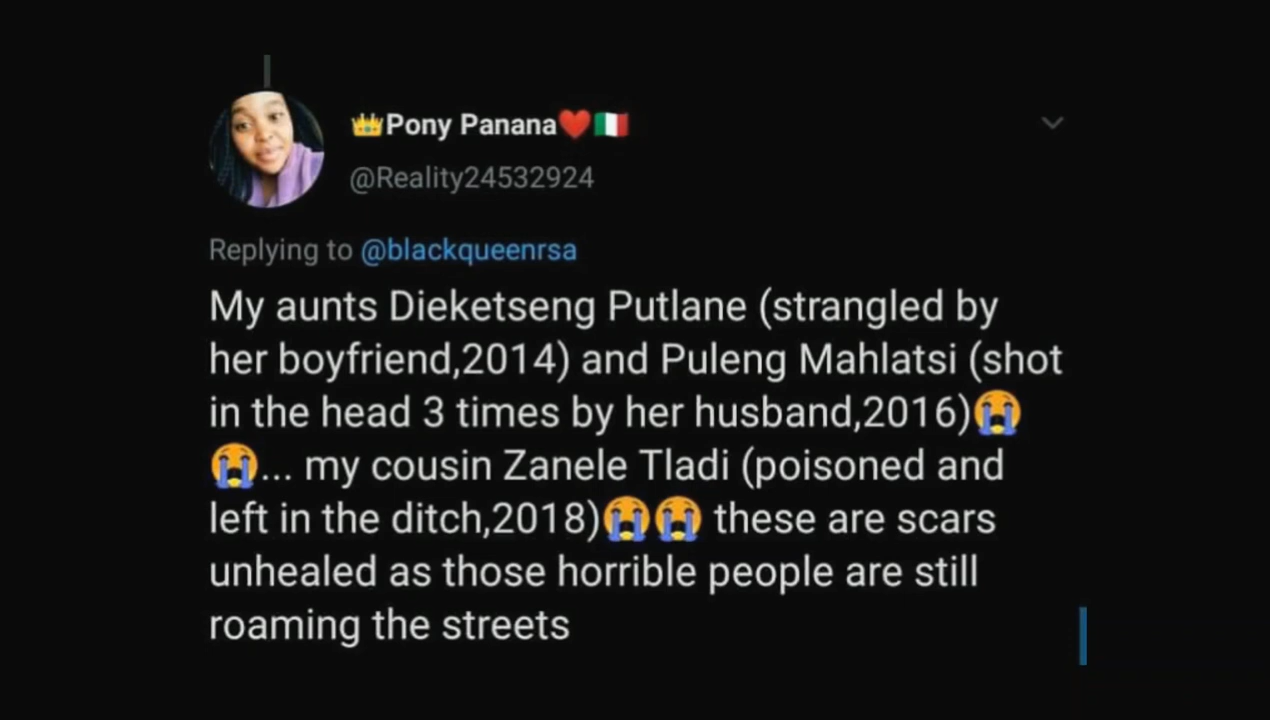 👑Pony Panana❤️🇮🇹
@Reality24532924
Replying to @blackqueenrsa
My aunts Dieketseng Putlane (strangled by
her boyfriend,2014) and Puleng Mahlatsi (shot
in the head 3 times by her husband,2016)😭
😭... my cousin Zanele Tladi (poisoned and
left in the ditch,2018)😭😭 these are scars
unhealed as those horrible people are still
roaming the streets